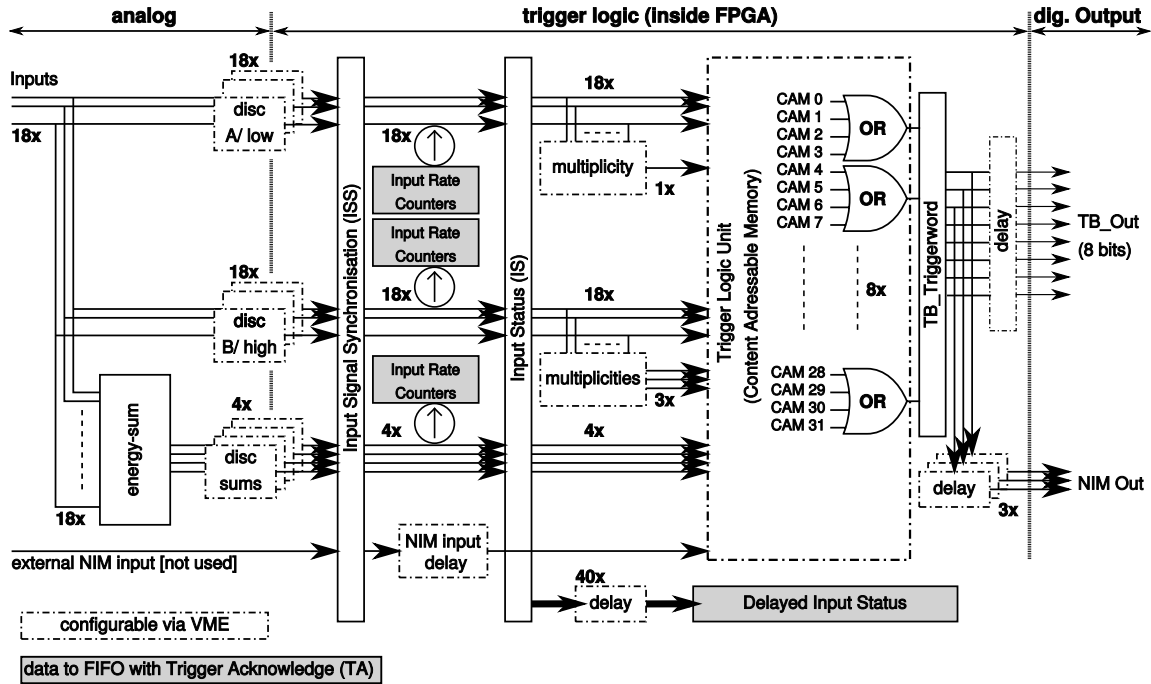 analog
trigger logic (inside FPGA)
dig. Output
Inputs
18x
18x
disc
A/ low
18x
disc
B/ high
4x
disc
sums
energy-sum
18x
external NIM input [not used]
Input Signal Synchronisation (ISS)
18x
Input Rate
Counters
Input Rate
Counters
18x
Input Rate
Counters
4x
NIM input
delay
Input Status (IS)
18x
multiplicity
1x
18x
multiplicities
3x
4x
40x
delay
Delayed Input Status
Trigger Logic Unit
(Content Adressable Memory)
CAM 0
CAM 1
CAM 2
CAM 3
OR
CAM 4
CAM 5
CAM 6
CAM 7
OR
8x
CAM 28
CAM 29
CAM 30
CAM 31
OR
TB_Triggerword
delay
TB_Out
(8 bits)
delay
3x
NIM Out
configurable via VME
data to FIFO with Trigger Acknowledge (TA)